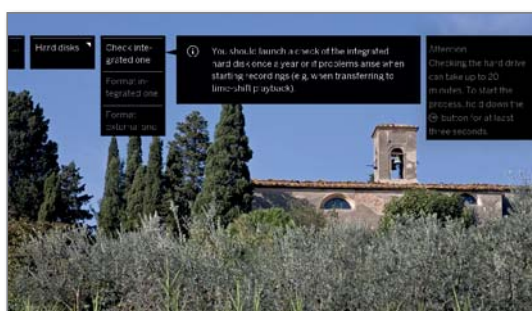 ...
Hard disks
Check inte-
grated one
Format in-
tegrated one
Format
external one
You should launch a check of the integrated
hard disk once a year or if problems arise when
starting recordings (e.g. when transferring to
time-shift playback).
Attention
Checking the hard drive
can take up to 20
minutes. To start the
process, hold down the
button for at least
three seconds.